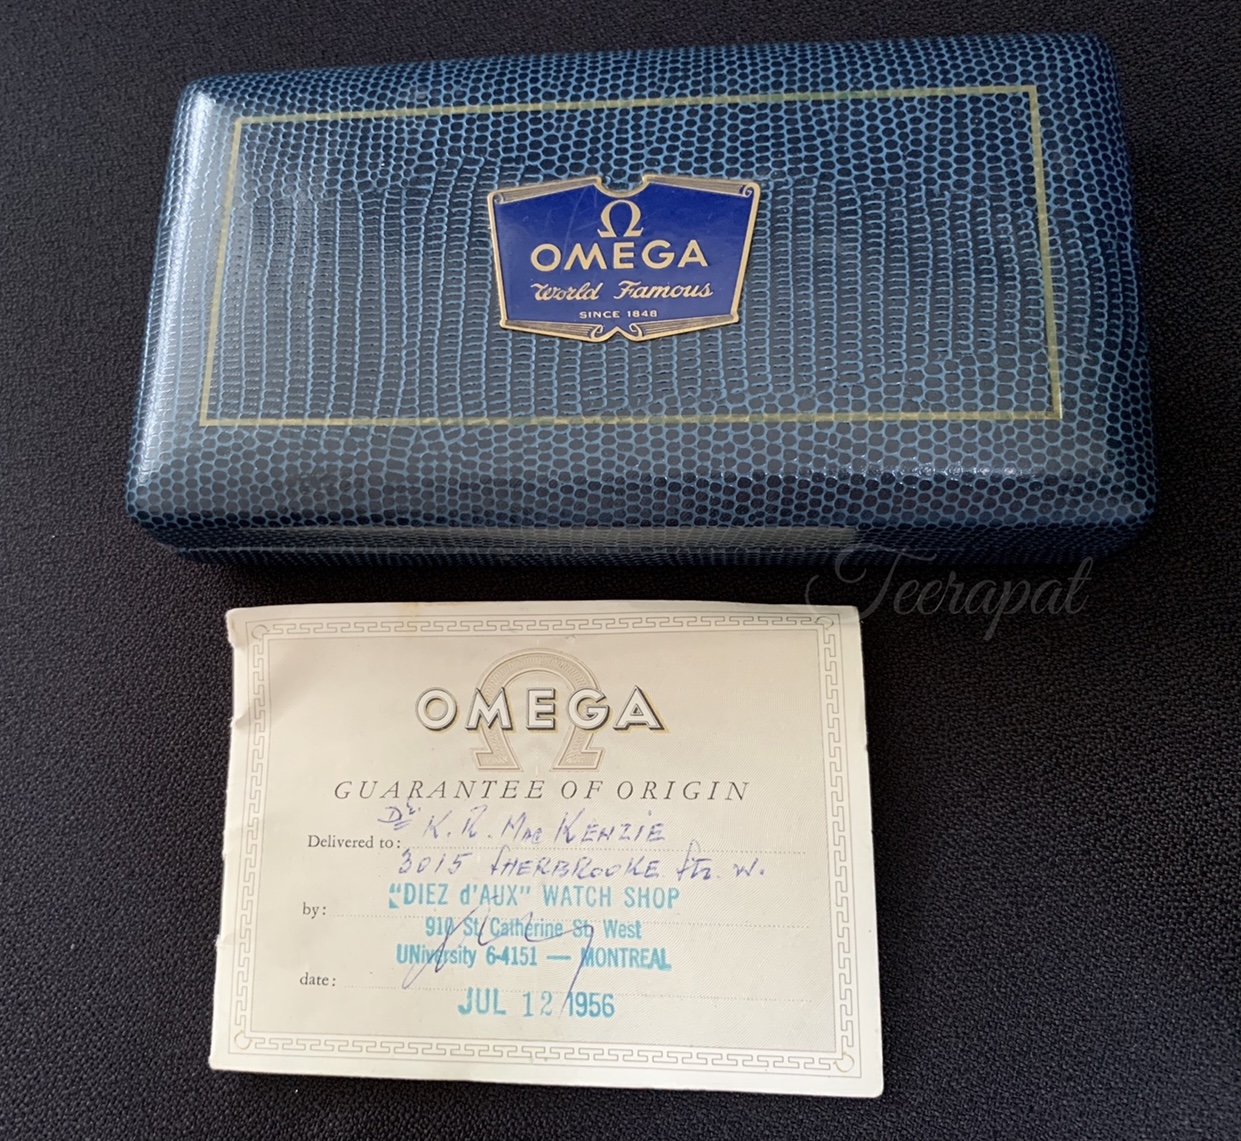 Ω
OMEGA
World Famous
SINCE 1848
Teerapat
OMEGA
GUARANTEE OF ORIGIN
Dr. K. R. MacKENZIE
Delivered to:
3015 SHERBROOKE Str. W.
"DIEZ d'AUX" WATCH SHOP
by:
910 St. Catherine St. West
UNiversity 6-4151 — MONTREAL
date:
JUL 12 1956